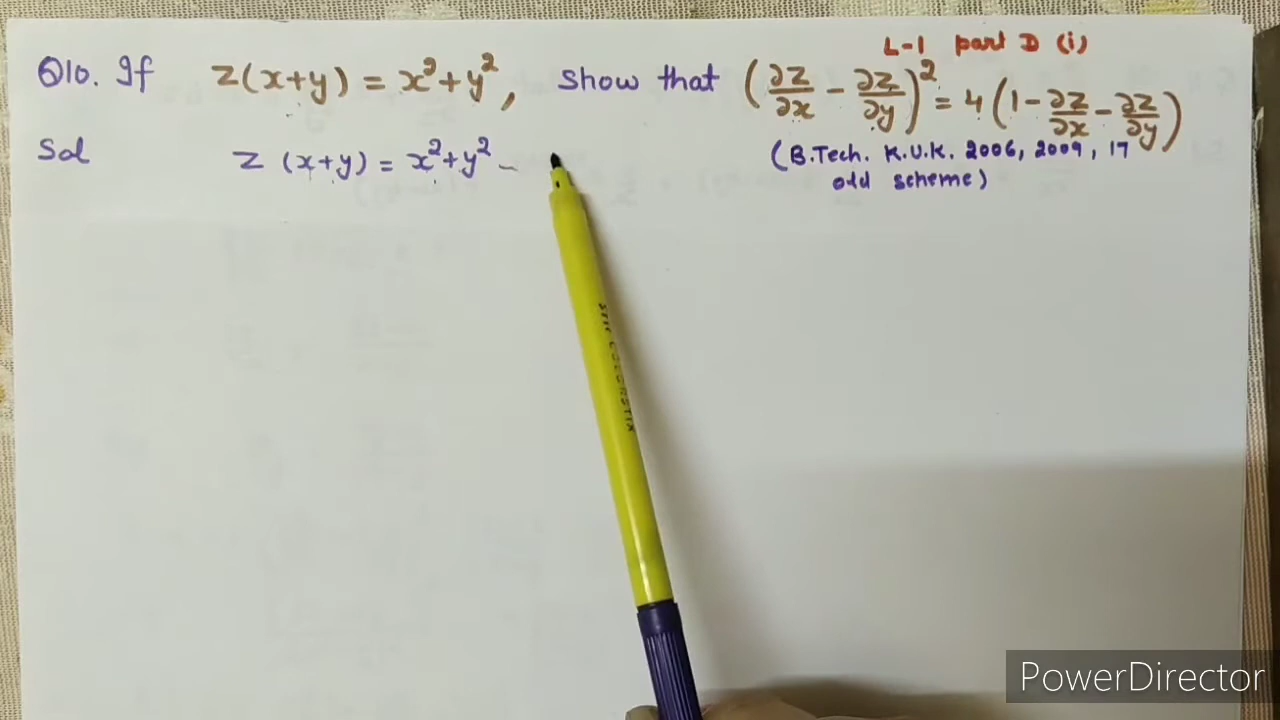 L-1 part D (i)
Q10. If z(x+y) = x²+y², show that (∂z/∂x - ∂z/∂y)² = 4(1 - ∂z/∂x - ∂z/∂y)
Sol z (x+y) = x²+y² -
(B.Tech. K.U.K. 2006, 2009, 17
old scheme)
PowerDirector